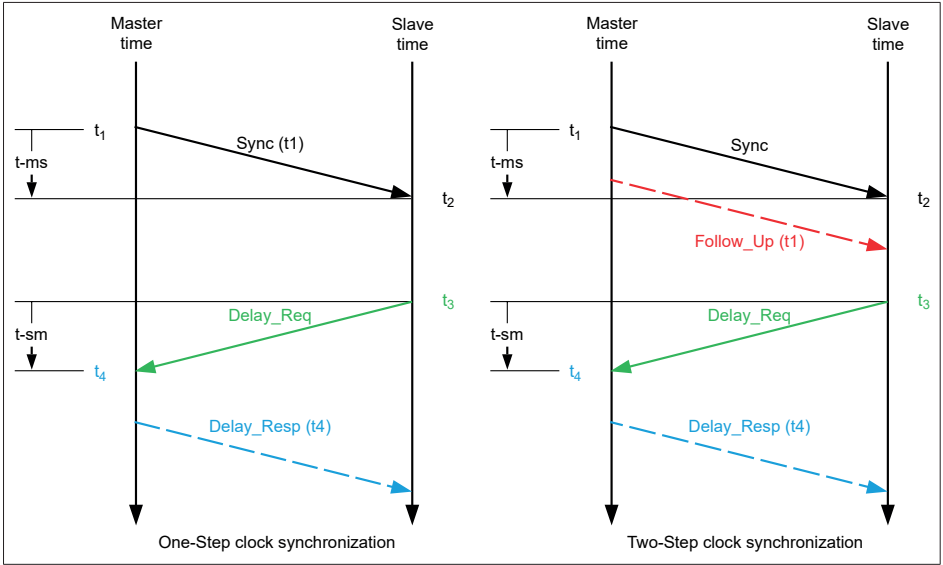 Master
time
Slave
time
t1
Sync (t1)
t-ms
t2
t3
Delay_Req
t-sm
t4
Delay_Resp (t4)
One-Step clock synchronization
Master
time
Slave
time
t1
Sync
t-ms
t2
Follow_Up (t1)
t3
Delay_Req
t-sm
t4
Delay_Resp (t4)
Two-Step clock synchronization